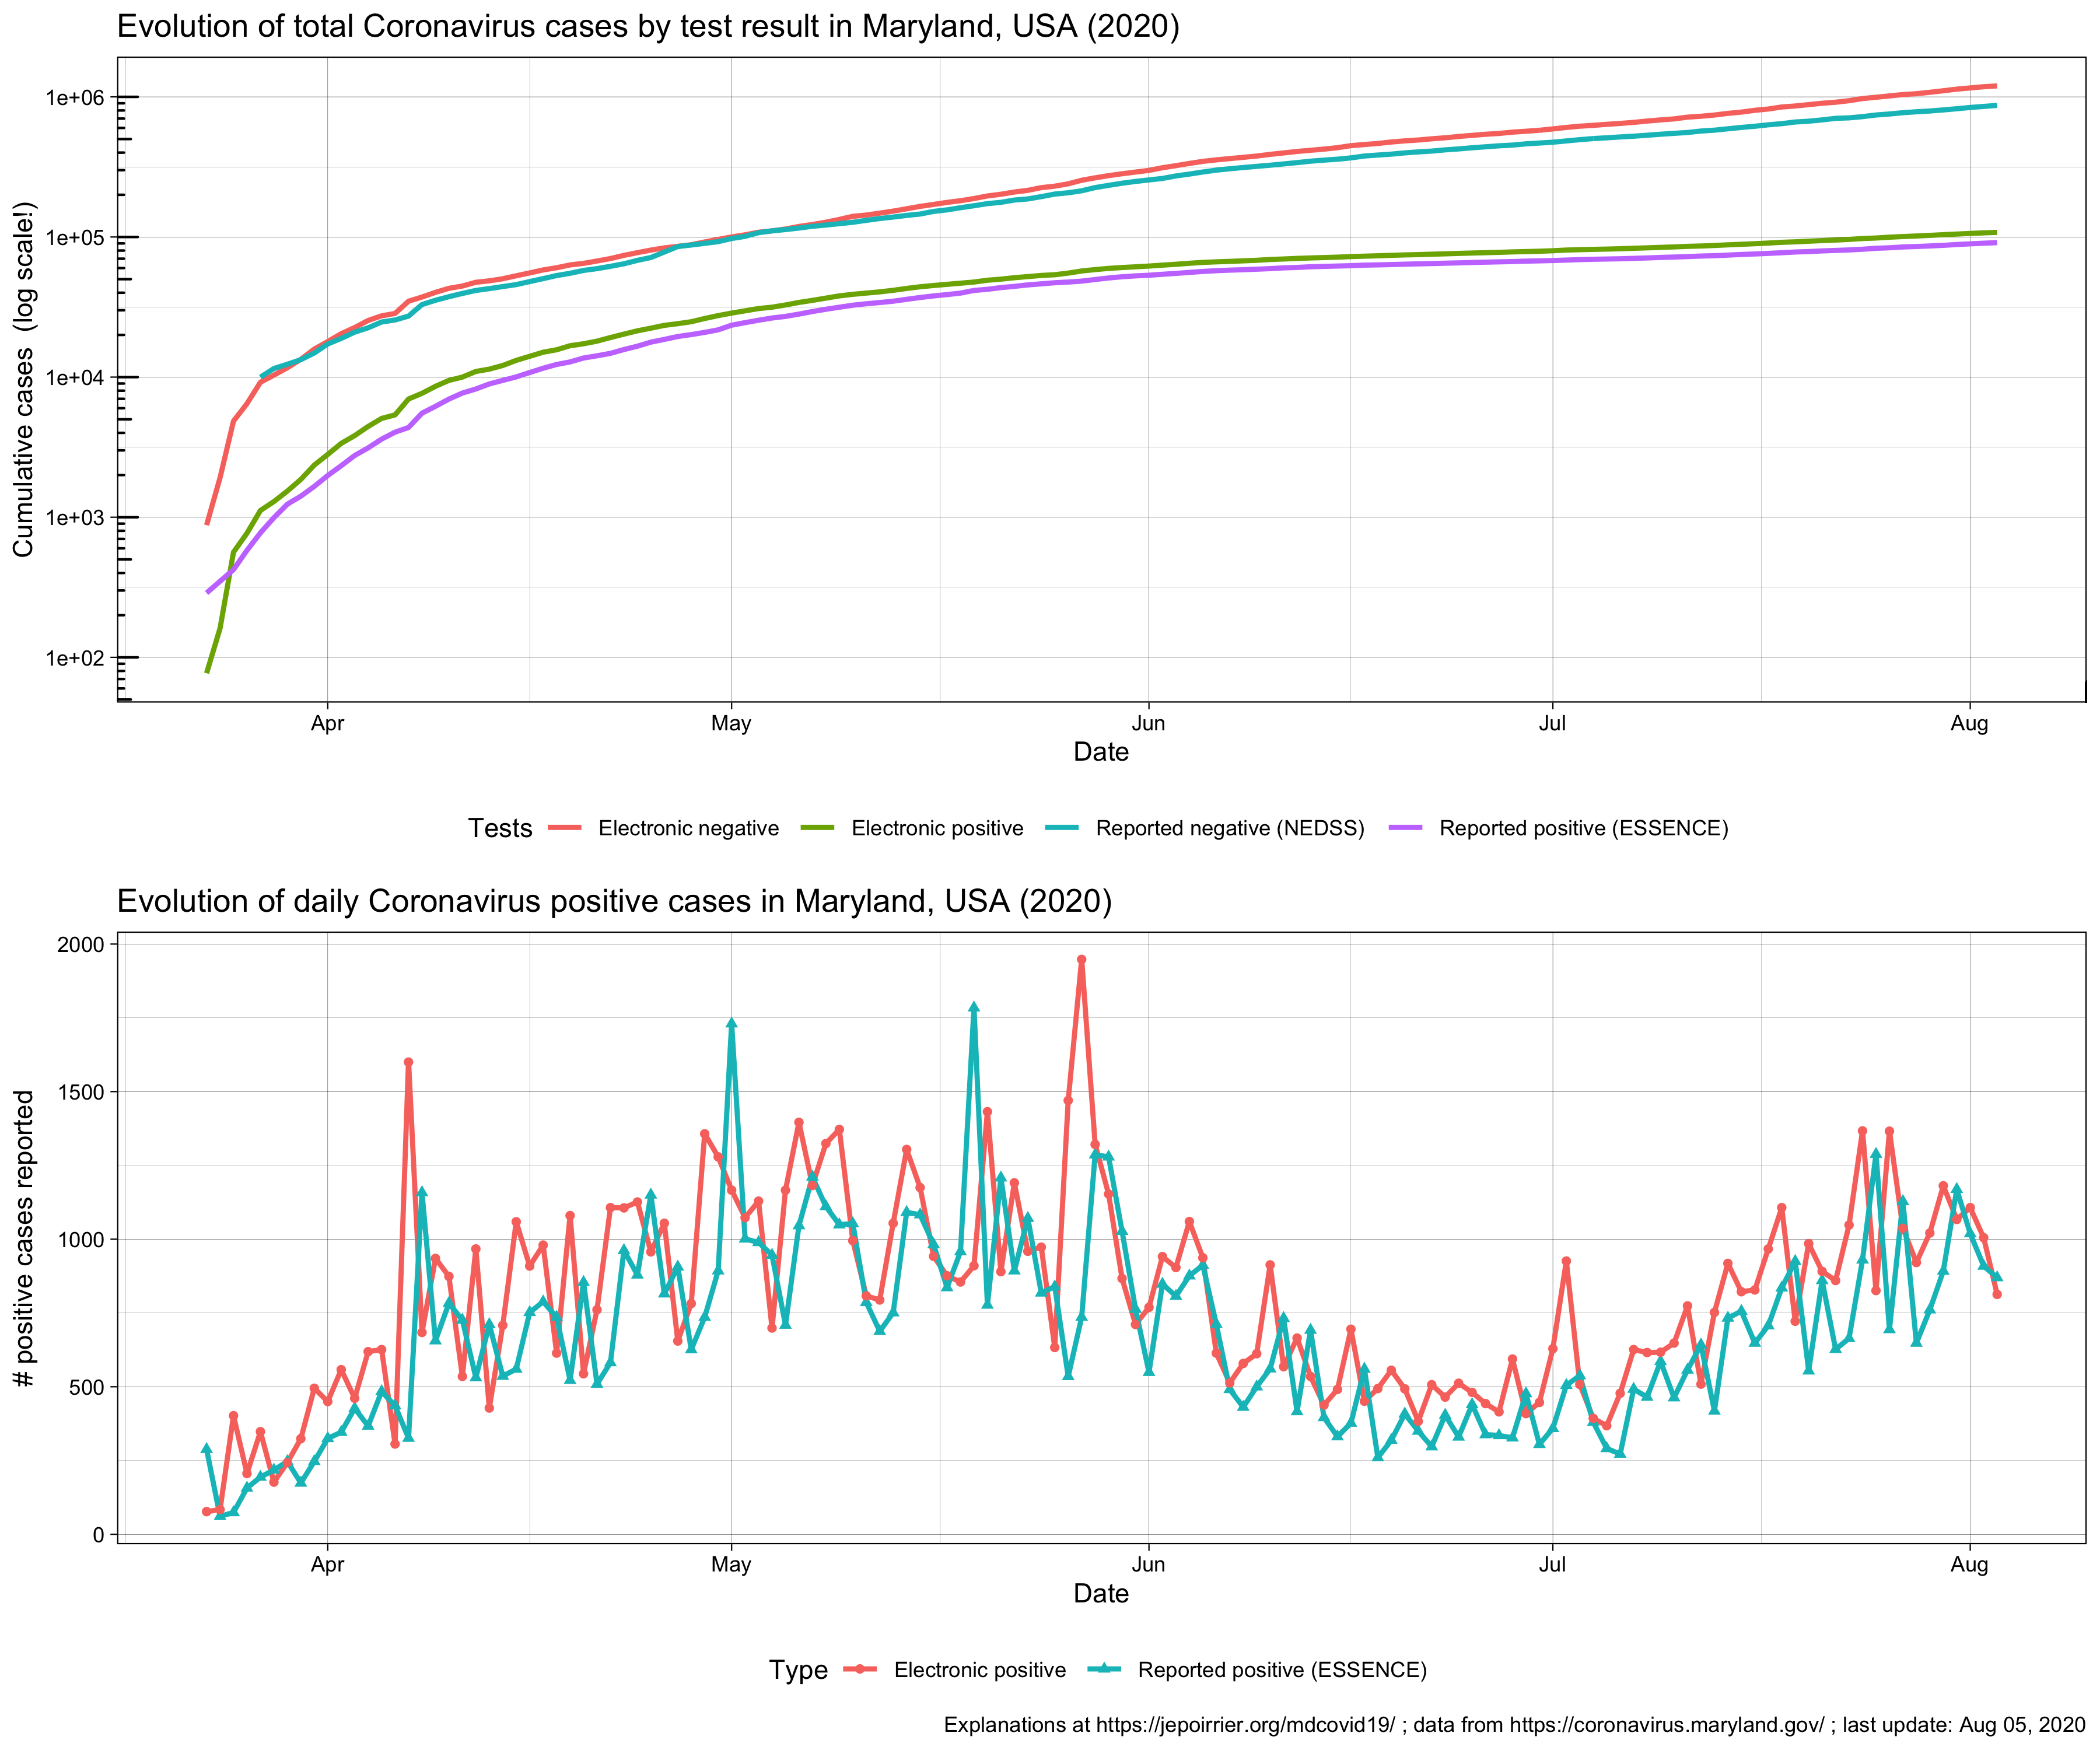 Evolution of total Coronavirus cases by test result in Maryland, USA (2020)
Cumulative cases (log scale!)
1e+06
1e+05
1e+04
1e+03
1e+02
Apr May Jun Jul Aug
Date
Tests Electronic negative Electronic positive Reported negative (NEDSS) Reported positive (ESSENCE)
Evolution of daily Coronavirus positive cases in Maryland, USA (2020)
# positive cases reported
2000
1500
1000
500
0
Apr May Jun Jul Aug
Date
Type Electronic positive Reported positive (ESSENCE)
Explanations at https://jepoirrier.org/mdcovid19/ ; data from https://coronavirus.maryland.gov/ ; last update: Aug 05, 2020